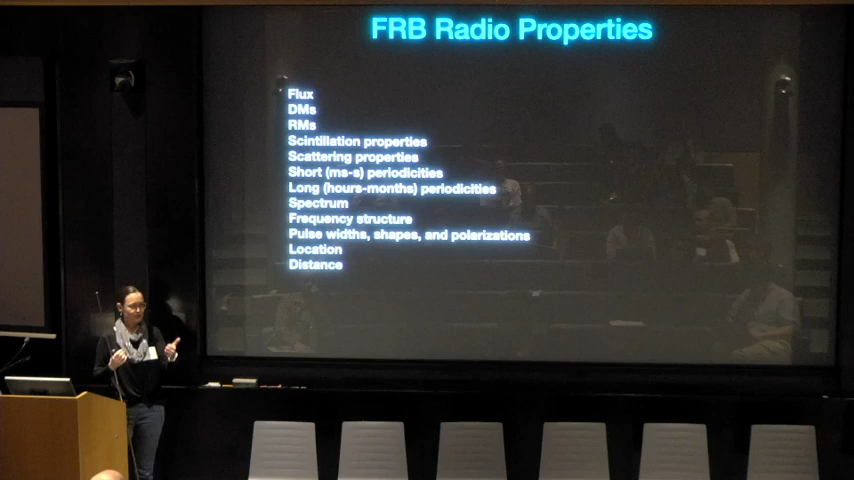 FRB Radio Properties
Flux
DMs
RMs
Scintillation properties
Scattering properties
Short (ms-s) periodicities
Long (hours-months) periodicities
Spectrum
Frequency structure
Pulse widths, shapes, and polarizations
Location
Distance